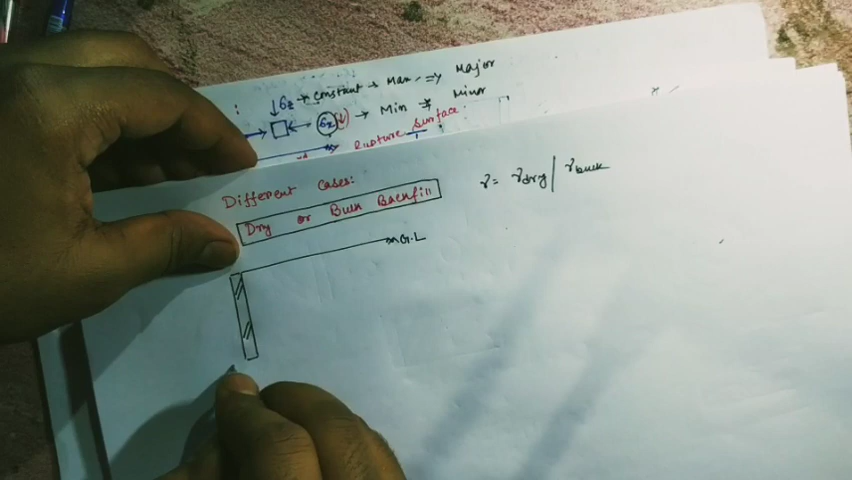 : ↓σz → constant → Max. ⇒ Major
→ □ ← σx (↓) → Min ⇒ Minor
Rupture surface
Different Cases:
Dry or Bulk Backfill
γ = γdry | γbulk
G.L